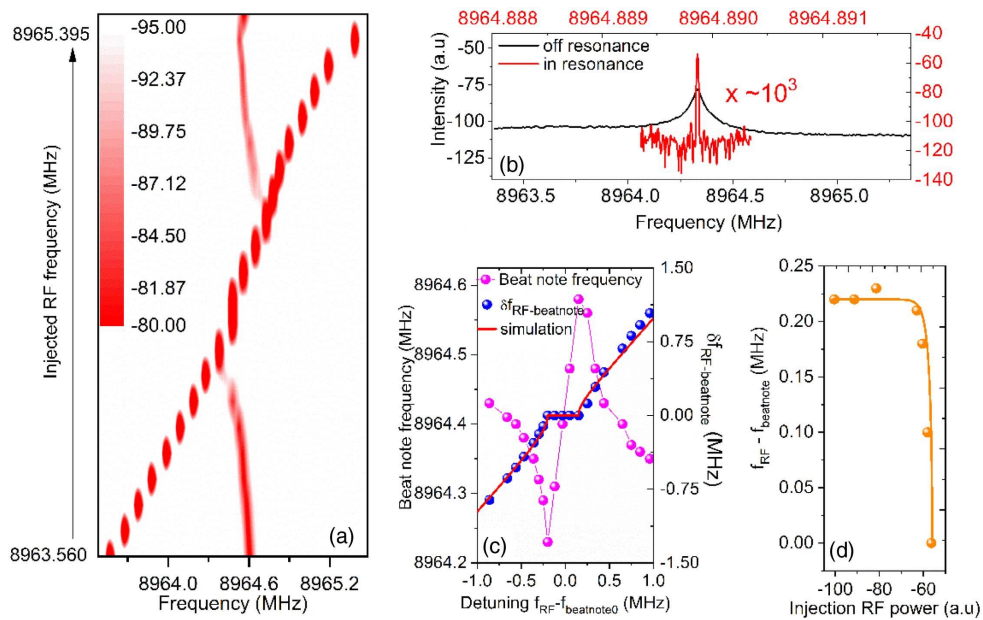 8965.395
Injected RF frequency (MHz)
8963.560
-95.00
-92.37
-89.75
-87.12
-84.50
-81.87
-80.00
(a)
8964.0
8964.6
8965.2
Frequency (MHz)
8964.888
8964.889
8964.890
8964.891
Intensity (a.u)
-50
-75
-100
-125
off resonance
in resonance
x ~10³
(b)
-40
-60
-80
-100
-120
-140
8963.5
8964.0
8964.5
8965.0
Frequency (MHz)
Beat note frequency (MHz)
8964.6
8964.5
8964.4
8964.3
8964.2
Beat note frequency
δfRF-beatnote
simulation
(c)
1.50
0.75
0.00
-0.75
-1.50
δfRF-beatnote (MHz)
-1.0
-0.5
0.0
0.5
1.0
Detuning fRF-fbeatnote0 (MHz)
fRF - fbeatnote (MHz)
0.25
0.20
0.15
0.10
0.05
0.00
(d)
-100
-80
-60
Injection RF power (a.u)